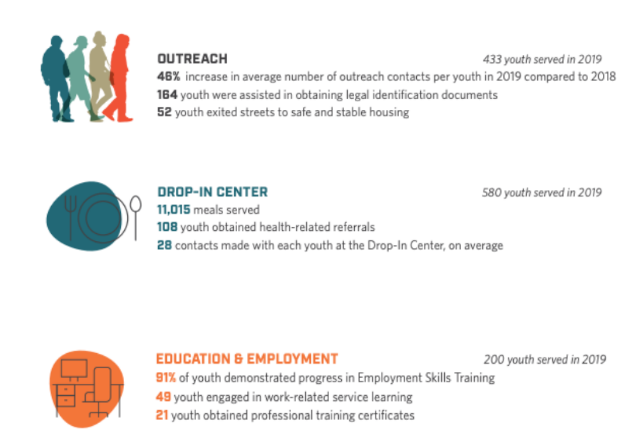 OUTREACH 433 youth served in 2019
46% increase in average number of outreach contacts per youth in 2019 compared to 2018
164 youth were assisted in obtaining legal identification documents
52 youth exited streets to safe and stable housing
DROP-IN CENTER 580 youth served in 2019
11,015 meals served
108 youth obtained health-related referrals
28 contacts made with each youth at the Drop-In Center, on average
EDUCATION & EMPLOYMENT 200 youth served in 2019
91% of youth demonstrated progress in Employment Skills Training
49 youth engaged in work-related service learning
21 youth obtained professional training certificates